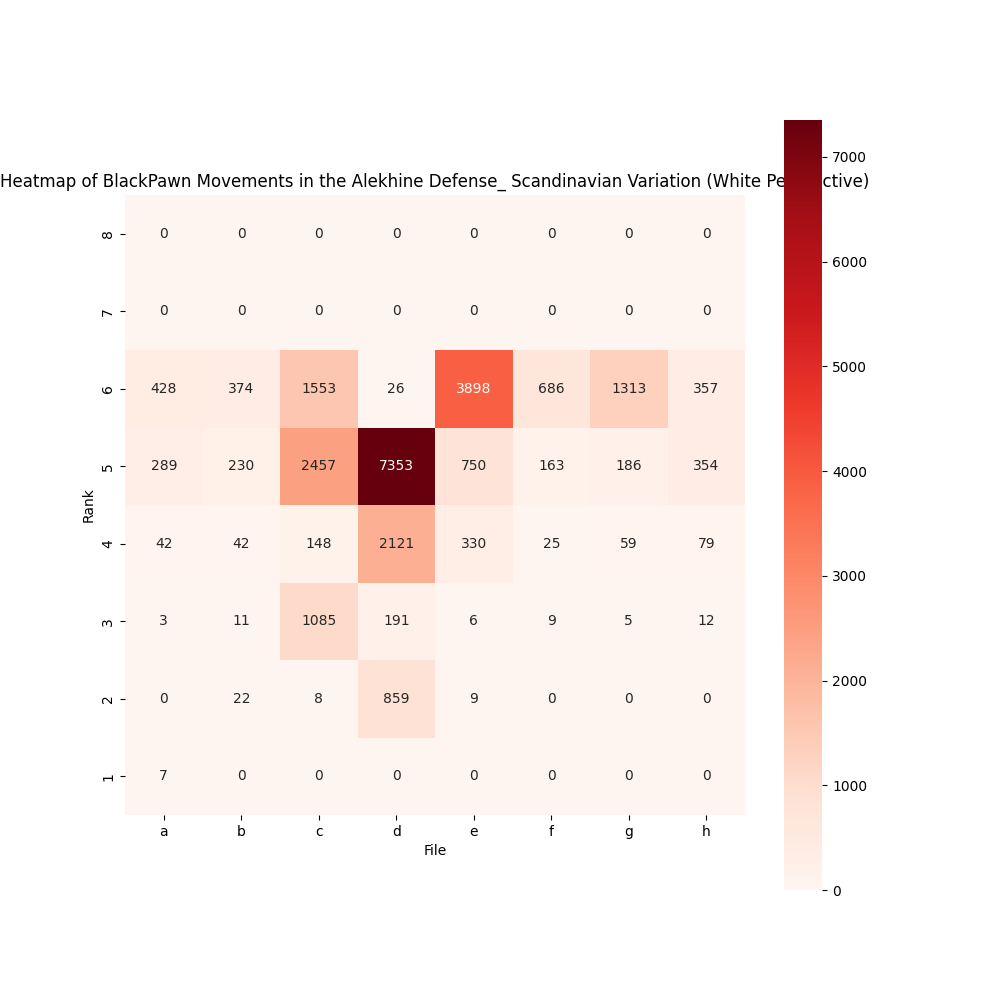 Heatmap of BlackPawn Movements in the Alekhine Defense_ Scandinavian Variation (White Pe ctive)
8 0 0 0 0 0 0 0 0
7 0 0 0 0 0 0 0 0
6 428 374 1553 26 3898 686 1313 357
5 289 230 2457 7353 750 163 186 354
4 42 42 148 2121 330 25 59 79
3 3 11 1085 191 6 9 5 12
2 0 22 8 859 9 0 0 0
1 7 0 0 0 0 0 0 0
a b c d e f g h
File
Rank
7000
6000
5000
4000
3000
2000
1000
0